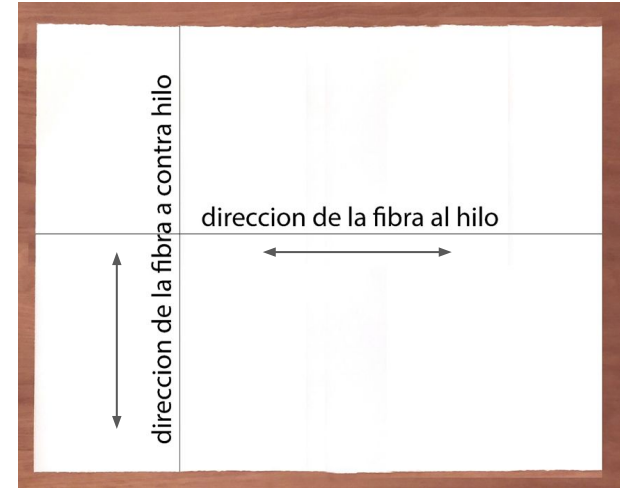 direccion de la fibra a contra hilo
direccion de la fibra al hilo